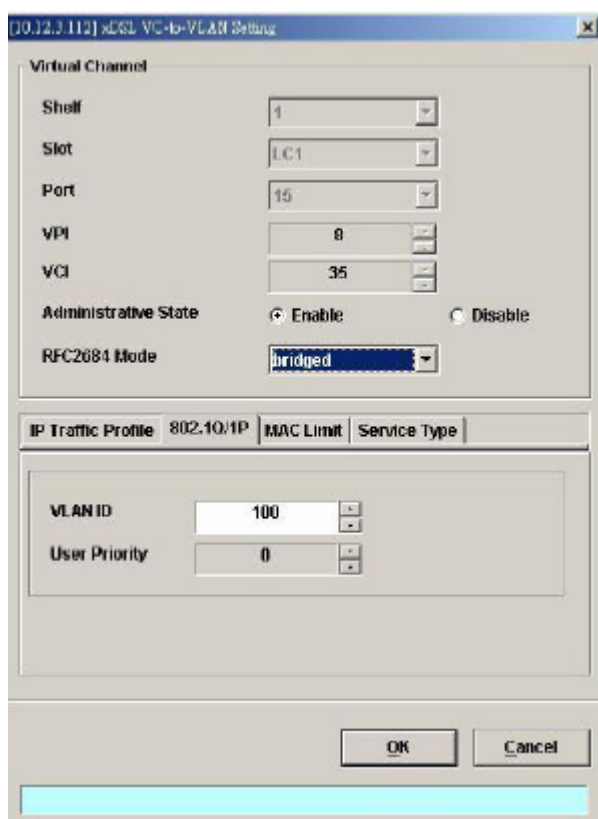 [10.12.3.112] xDSL VC-to-VLAN Setting
Virtual Channel
Shelf 1
Slot LC1
Port 15
VPI 8
VCI 35
Administrative State Enable Disable
RFC2684 Mode bridged
IP Traffic Profile 802.1Q/1P MAC Limit Service Type
VLAN ID 100
User Priority 0
OK Cancel